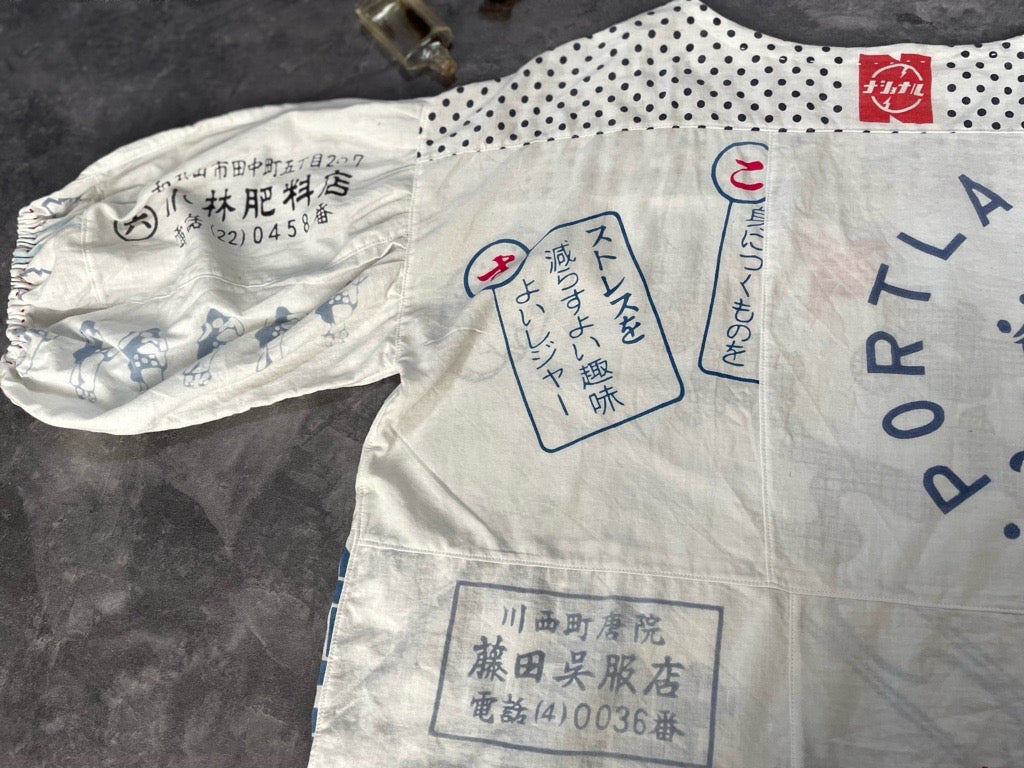 山市田中町五丁目207
㊅ 小林肥料店
電話(22)0458番
ナショナル
す
ストレスを
減らすよい趣味
よいレジャー
こ
身につくものを
PORTLA
川西町唐院
藤田呉服店
電話(4)0036番